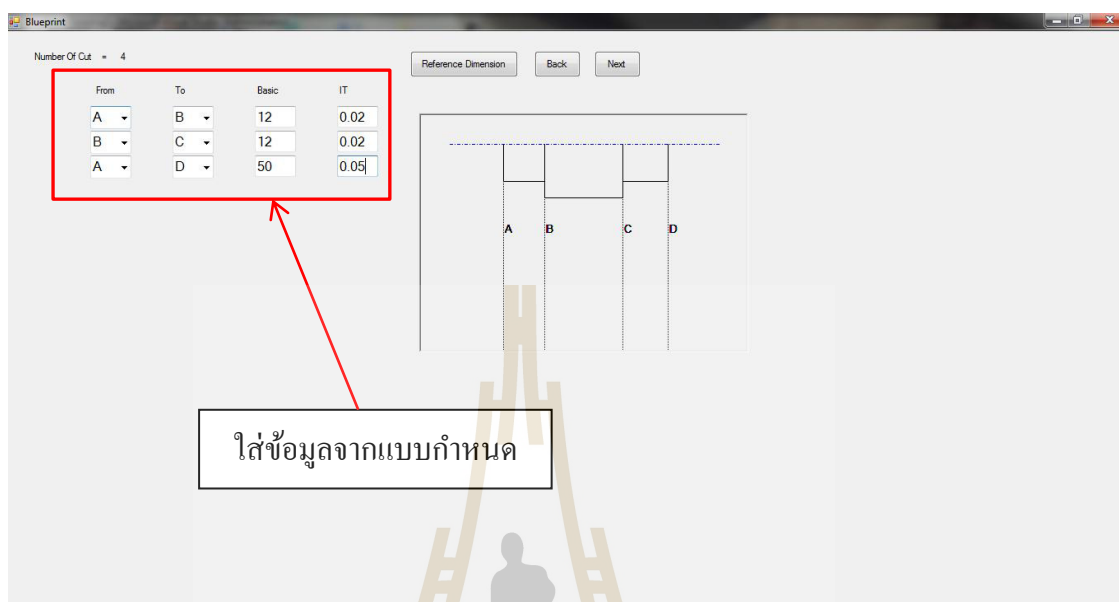 Blueprint
Number Of Cut = 4
Reference Dimension Back Next
From To Basic IT
A B 12 0.02
B C 12 0.02
A D 50 0.05
A B C D
ใส่ข้อมูลจากแบบกำหนด